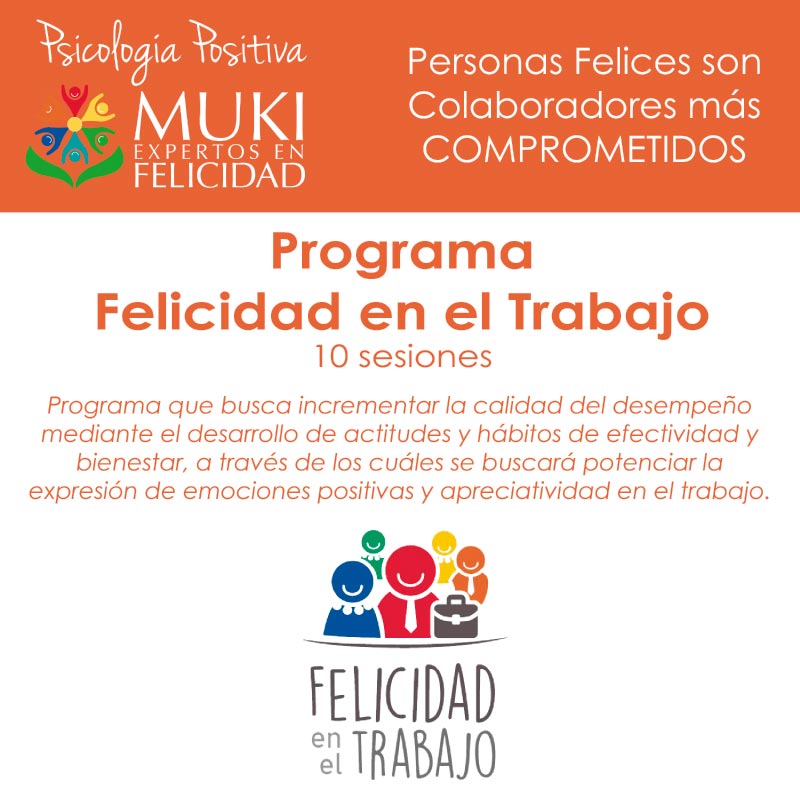 Psicología Positiva
MUKI
EXPERTOS EN
FELICIDAD
Personas Felices son
Colaboradores más
COMPROMETIDOS
Programa
Felicidad en el Trabajo
10 sesiones
Programa que busca incrementar la calidad del desempeño
mediante el desarrollo de actitudes y hábitos de efectividad y
bienestar, a través de los cuáles se buscará potenciar la
expresión de emociones positivas y apreciatividad en el trabajo.
FELICIDAD
en el TRABAJO